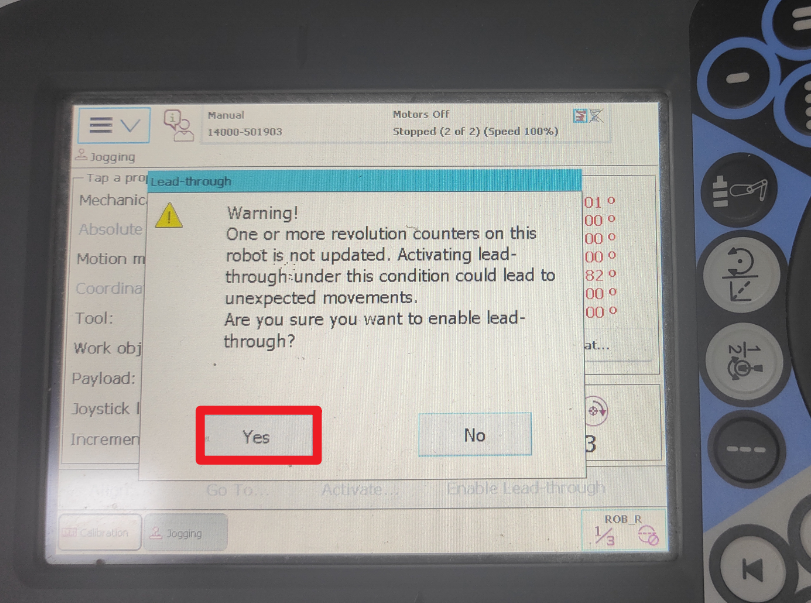 Manual
14000-501903
Motors Off
Stopped (2 of 2) (Speed 100%)
Jogging
Tap a pro
Lead-through
Mechanic
Absolute
Motion m
Coordina
Tool:
Work obj
Payload:
Joystick
Incremen
Warning!
One or more revolution counters on this
robot is not updated. Activating lead-
through under this condition could lead to
unexpected movements.
Are you sure you want to enable lead-
through?
Yes
No
01 °
00 °
00 °
00 °
82 °
00 °
00 °
at...
3
Go To...
Activate...
Enable Lead-through
Calibration
Jogging
ROB_R
1/3